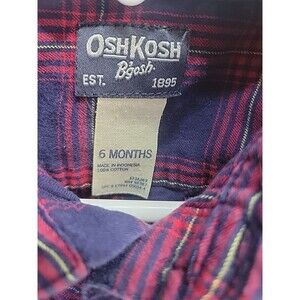 OSHKOSH
B'gosh
EST. 1895
6 MONTHS
MADE IN INDONESIA
100% COTTON